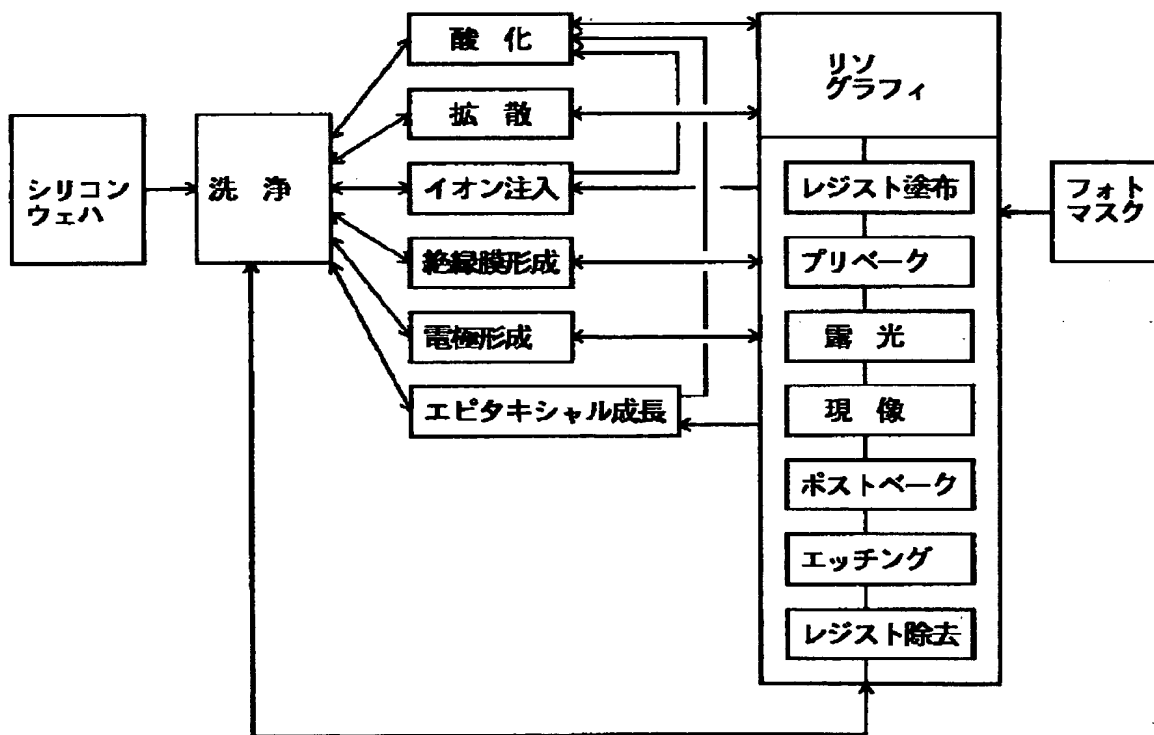 シリコン
ウェハ
洗 浄
酸 化
拡 散
イオン注入
絶縁膜形成
電極形成
エピタキシャル成長
リソ
グラフィ
レジスト塗布
プリベーク
露 光
現 像
ポストベーク
エッチング
レジスト除去
フォト
マスク